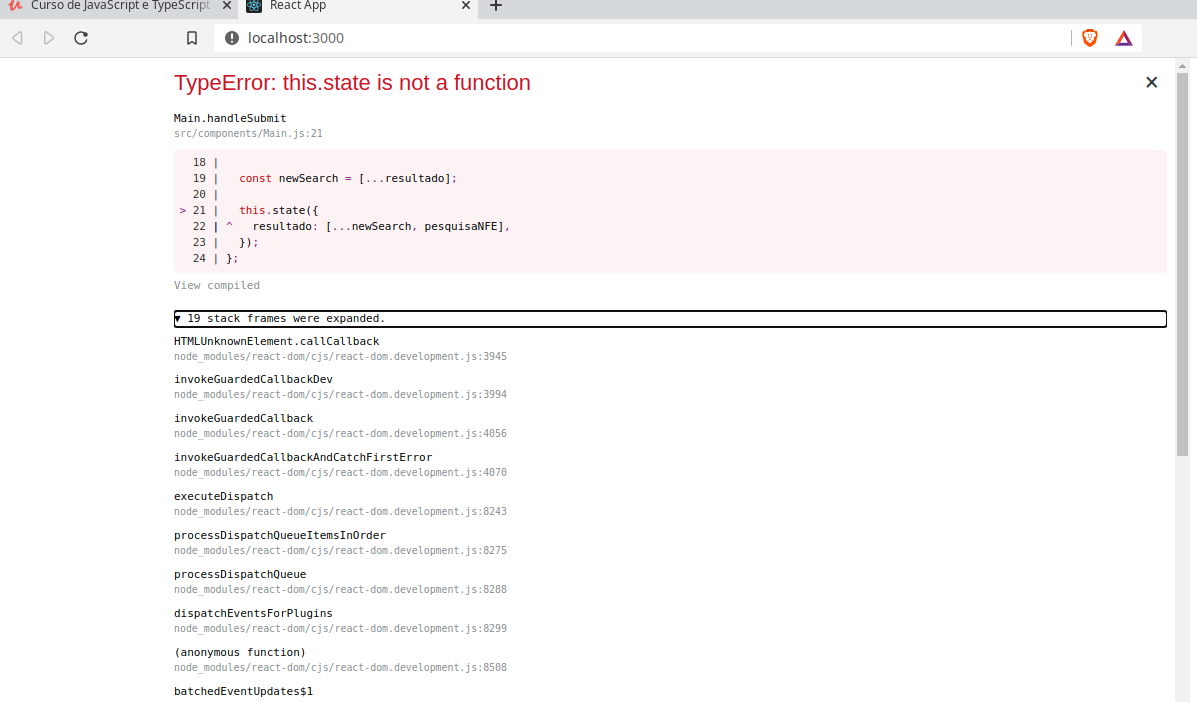 Curso de JavaScript e TypeScript
React App
localhost:3000
TypeError: this.state is not a function
Main.handleSubmit
src/components/Main.js:21
18 |
19 |   const newSearch = [...resultado];
20 |
> 21 |   this.state({
22 | ^   resultado: [...newSearch, pesquisaNFE],
23 |   });
24 | };
View compiled
▼ 19 stack frames were expanded.
HTMLUnknownElement.callCallback
node_modules/react-dom/cjs/react-dom.development.js:3945
invokeGuardedCallbackDev
node_modules/react-dom/cjs/react-dom.development.js:3994
invokeGuardedCallback
node_modules/react-dom/cjs/react-dom.development.js:4056
invokeGuardedCallbackAndCatchFirstError
node_modules/react-dom/cjs/react-dom.development.js:4070
executeDispatch
node_modules/react-dom/cjs/react-dom.development.js:8243
processDispatchQueueItemsInOrder
node_modules/react-dom/cjs/react-dom.development.js:8275
processDispatchQueue
node_modules/react-dom/cjs/react-dom.development.js:8288
dispatchEventsForPlugins
node_modules/react-dom/cjs/react-dom.development.js:8299
(anonymous function)
node_modules/react-dom/cjs/react-dom.development.js:8508
batchedEventUpdates$1